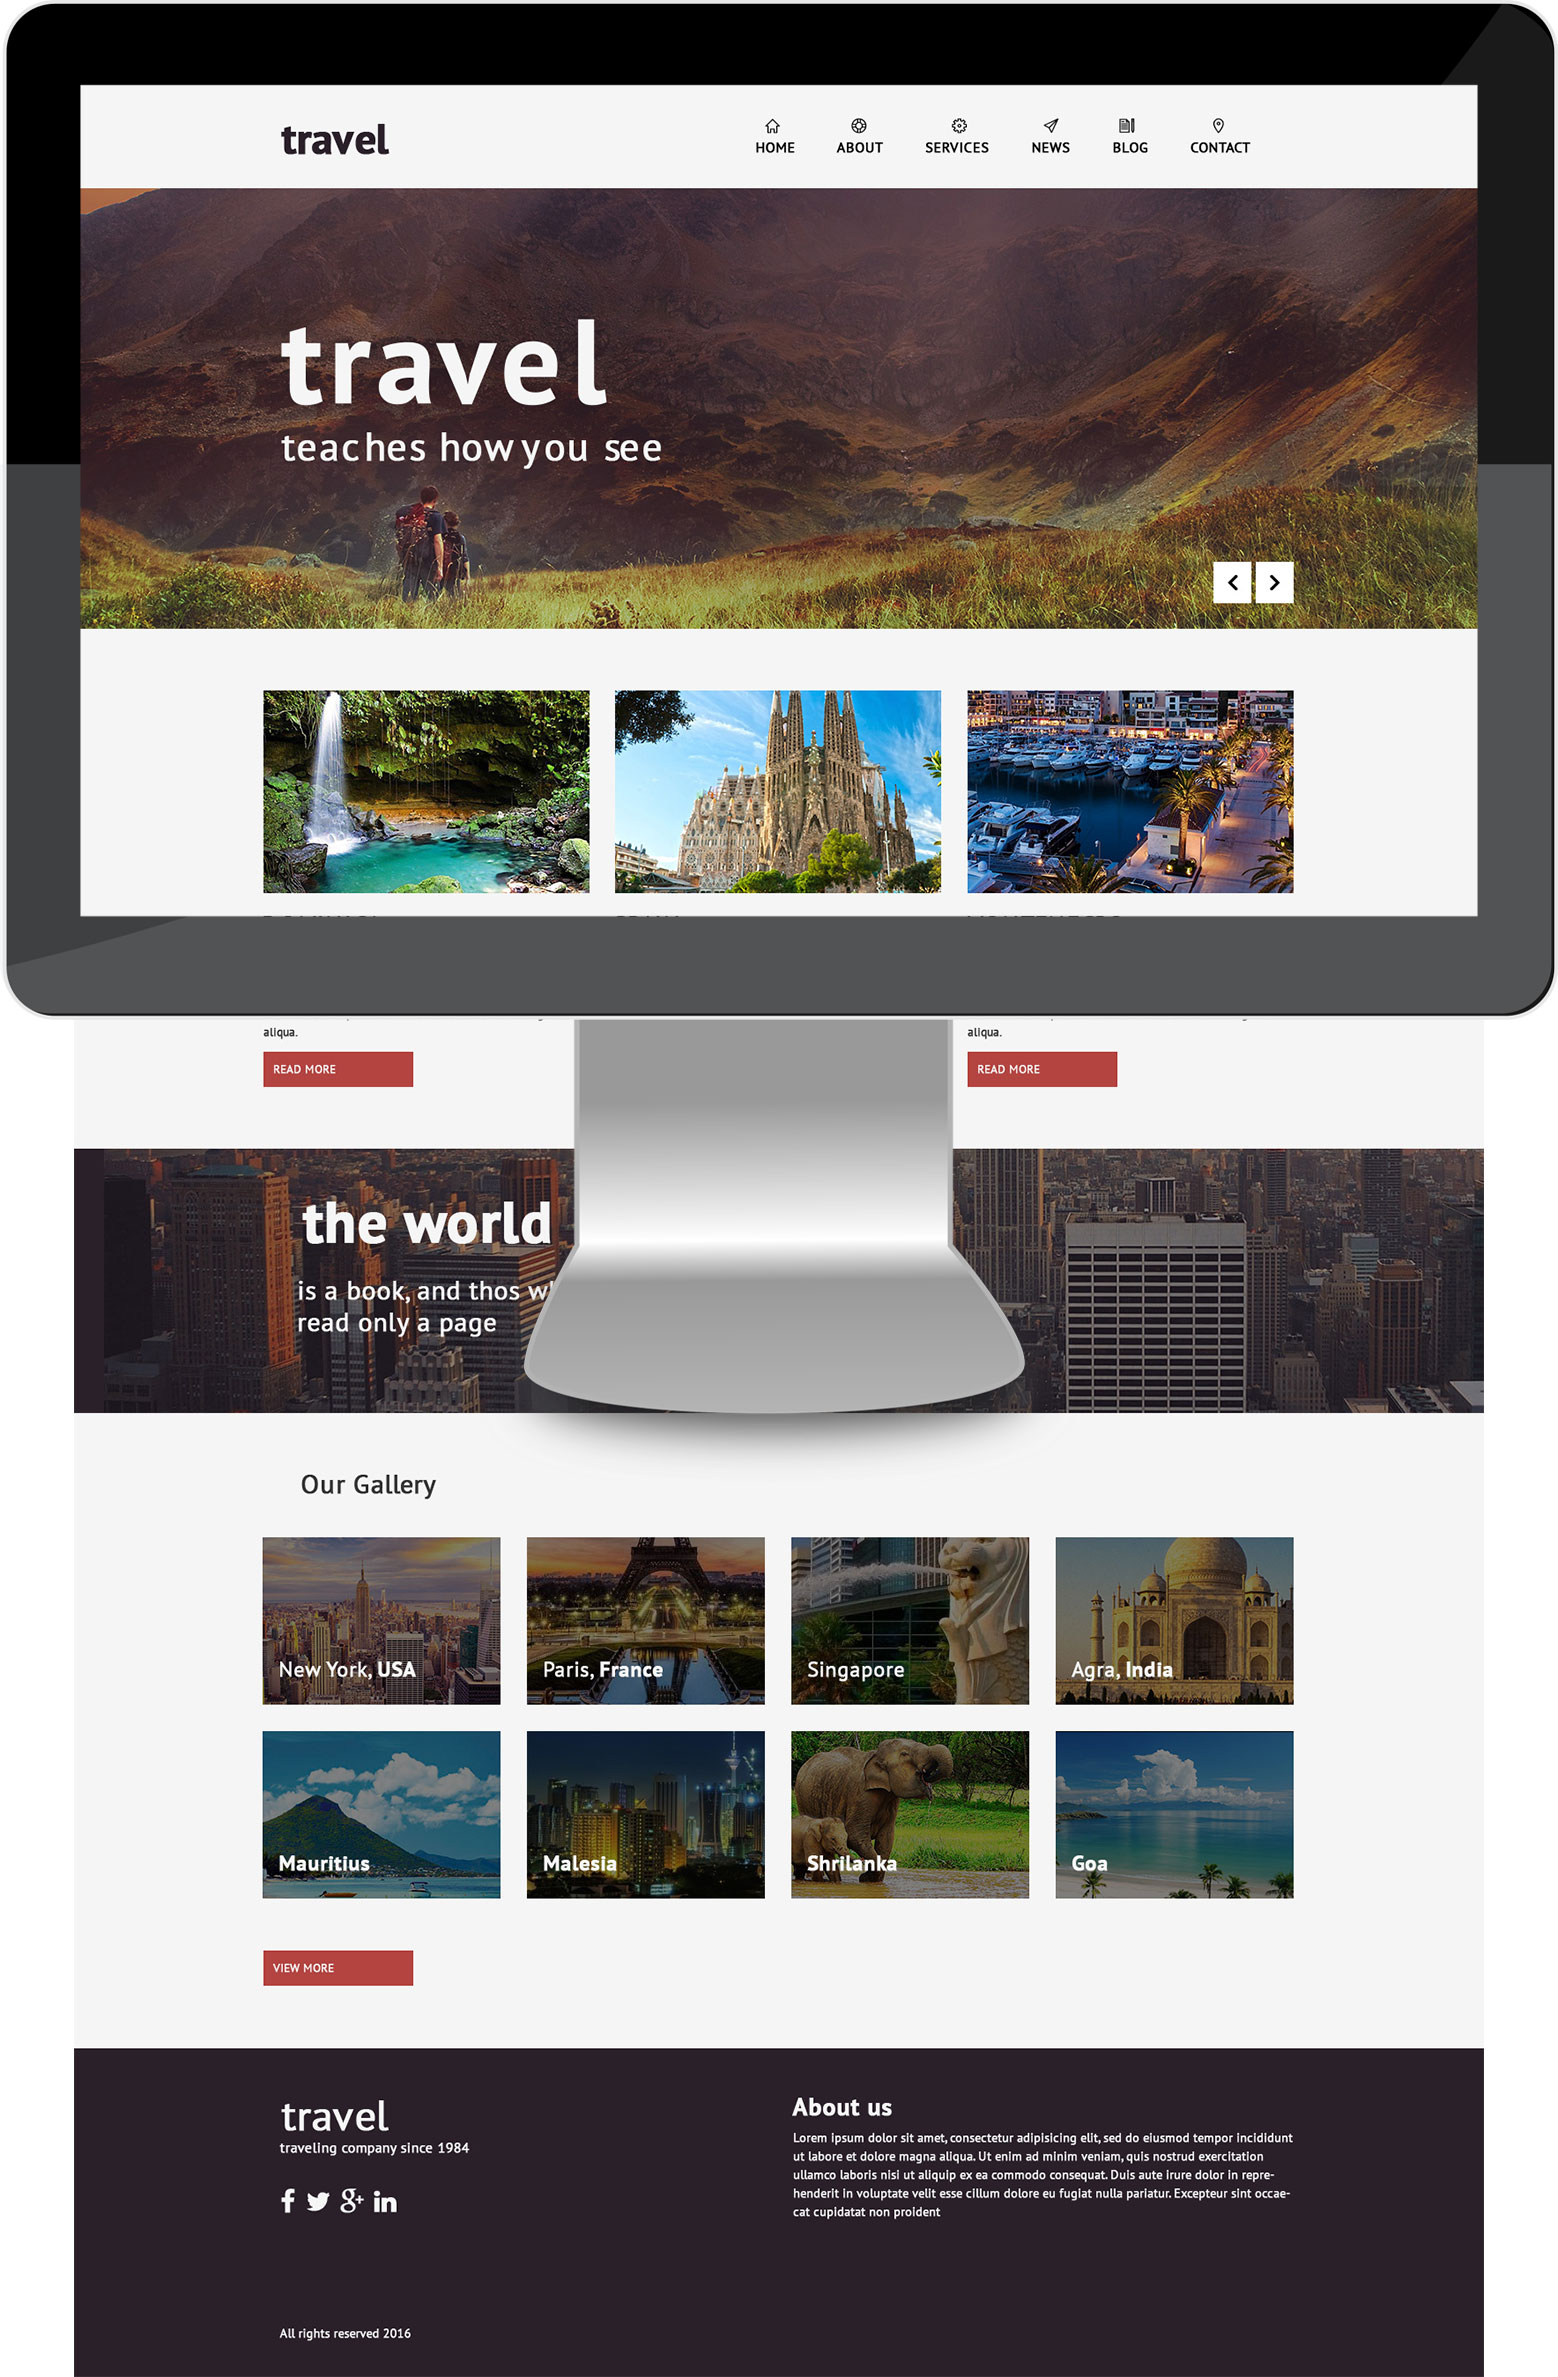 travel
HOME ABOUT SERVICES NEWS BLOG CONTACT
travel
teaches how you see
aliqua.
aliqua.
READ MORE
READ MORE
the world
is a book, and thos
read only a page
Our Gallery
New York, USA
Paris, France
Singapore
Agra, India
Mauritius
Malesia
Shrilanka
Goa
VIEW MORE
travel
traveling company since 1984
All rights reserved 2016
About us
Lorem ipsum dolor sit amet, consectetur adipisicing elit, sed do eiusmod tempor incididunt
ut labore et dolore magna aliqua. Ut enim ad minim veniam, quis nostrud exercitation
ullamco laboris nisi ut aliquip ex ea commodo consequat. Duis aute irure dolor in repre-
henderit in voluptate velit esse cillum dolore eu fugiat nulla pariatur. Excepteur sint occae-
cat cupidatat non proident